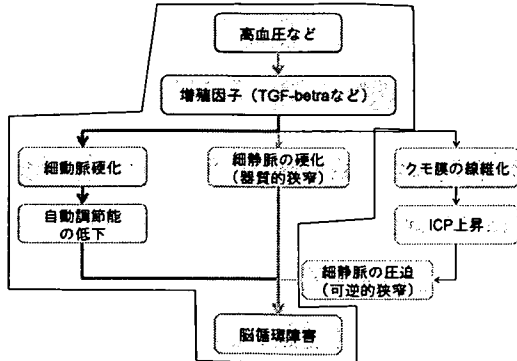 高血圧など
増殖因子（TGF-betraなど）
細動脈硬化
細静脈の硬化
（器質的狭窄）
クモ膜の線維化
自動調節能
の低下
ICP上昇
細静脈の圧迫
（可逆的狭窄）
脳循環障害